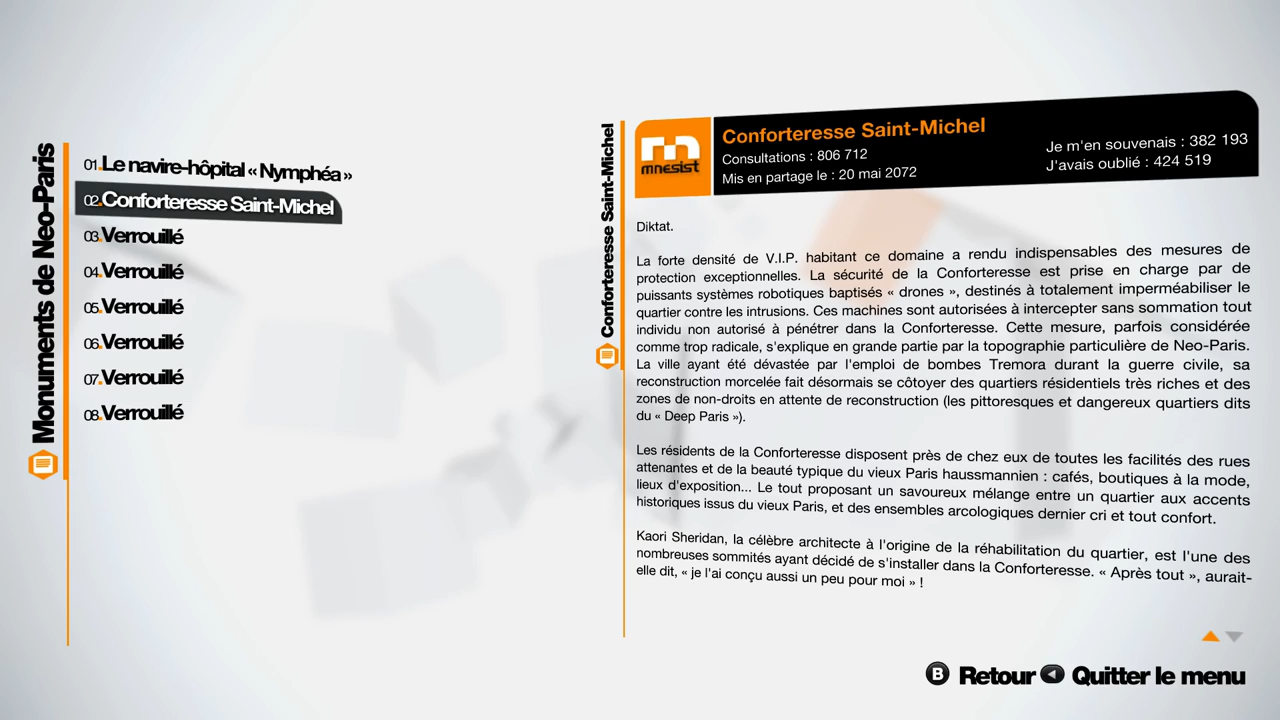 Monuments de Neo-Paris
01.Le navire-hôpital « Nymphéa »
02.Conforteresse Saint-Michel
03.Verrouillé
04.Verrouillé
05.Verrouillé
06.Verrouillé
07.Verrouillé
08.Verrouillé
Conforteresse Saint-Michel
mnesist
Conforteresse Saint-Michel
Consultations : 806 712
Mis en partage le : 20 mai 2072
Je m'en souvenais : 382 193
J'avais oublié : 424 519
Diktat.
La forte densité de V.I.P. habitant ce domaine a rendu indispensables des mesures de
protection exceptionnelles. La sécurité de la Conforteresse est prise en charge par de
puissants systèmes robotiques baptisés « drones », destinés à totalement imperméabiliser le
quartier contre les intrusions. Ces machines sont autorisées à intercepter sans sommation tout
individu non autorisé à pénétrer dans la Conforteresse. Cette mesure, parfois considérée
comme trop radicale, s'explique en grande partie par la topographie particulière de Neo-Paris.
La ville ayant été dévastée par l'emploi de bombes Tremora durant la guerre civile, sa
reconstruction morcelée fait désormais se côtoyer des quartiers résidentiels très riches et des
zones de non-droits en attente de reconstruction (les pittoresques et dangereux quartiers dits
du « Deep Paris »).
Les résidents de la Conforteresse disposent près de chez eux de toutes les facilités des rues
attenantes et de la beauté typique du vieux Paris haussmannien : cafés, boutiques à la mode,
lieux d'exposition... Le tout proposant un savoureux mélange entre un quartier aux accents
historiques issus du vieux Paris, et des ensembles arcologiques dernier cri et tout confort.
Kaori Sheridan, la célèbre architecte à l'origine de la réhabilitation du quartier, est l'une des
nombreuses sommités ayant décidé de s'installer dans la Conforteresse. « Après tout », aurait-
elle dit, « je l'ai conçu aussi un peu pour moi » !
B Retour Quitter le menu